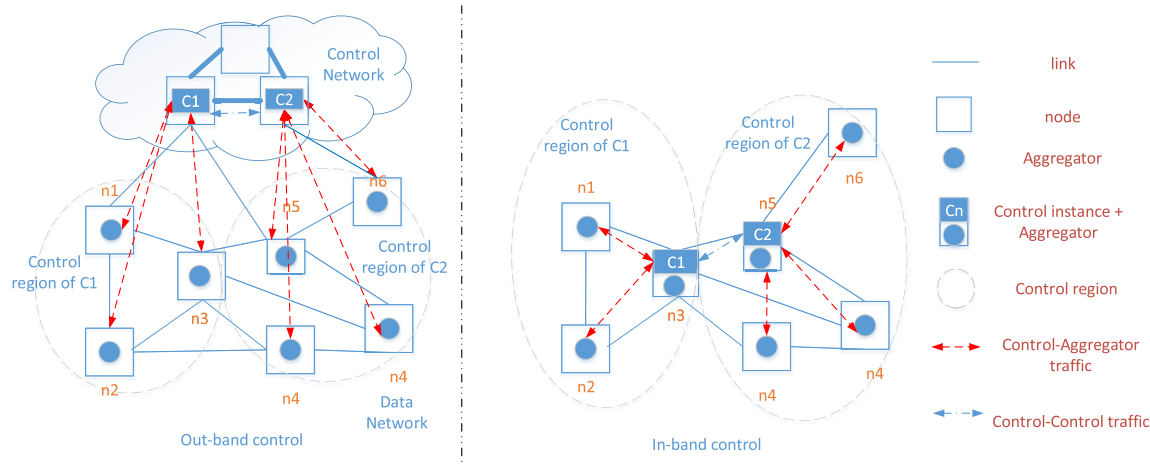 Control
Network
C1
C2
n1
n6
n5
Control
region of C1
Control
region of C2
n3
n2
n4
n4
Data
Network
Out-band control
Control
region of C1
Control
region of C2
n1
n6
n5
C2
C1
n3
n2
n4
n4
In-band control
link
node
Aggregator
Cn
Control instance +
Aggregator
Control region
Control-Aggregator
traffic
Control-Control traffic